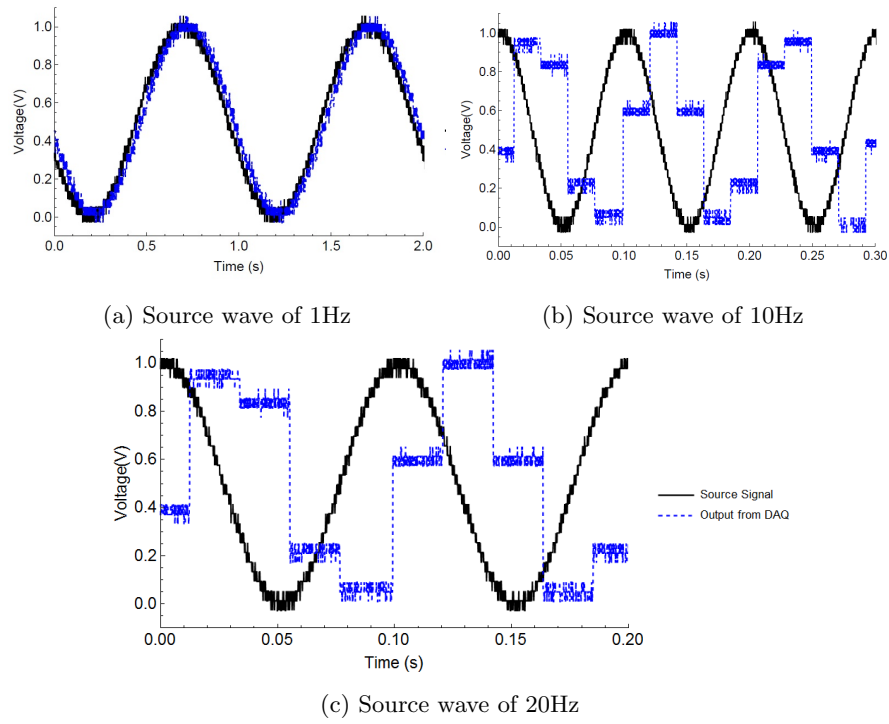 Voltage(V)
1.0
0.8
0.6
0.4
0.2
0.0
0.0 0.5 1.0 1.5 2.0
Time (s)
(a) Source wave of 1Hz
Voltage(V)
1.0
0.8
0.6
0.4
0.2
0.0
0.00 0.05 0.10 0.15 0.20 0.25 0.30
Time (s)
(b) Source wave of 10Hz
Voltage(V)
1.0
0.8
0.6
0.4
0.2
0.0
0.00 0.05 0.10 0.15 0.20
Time (s)
Source Signal
Output from DAQ
(c) Source wave of 20Hz